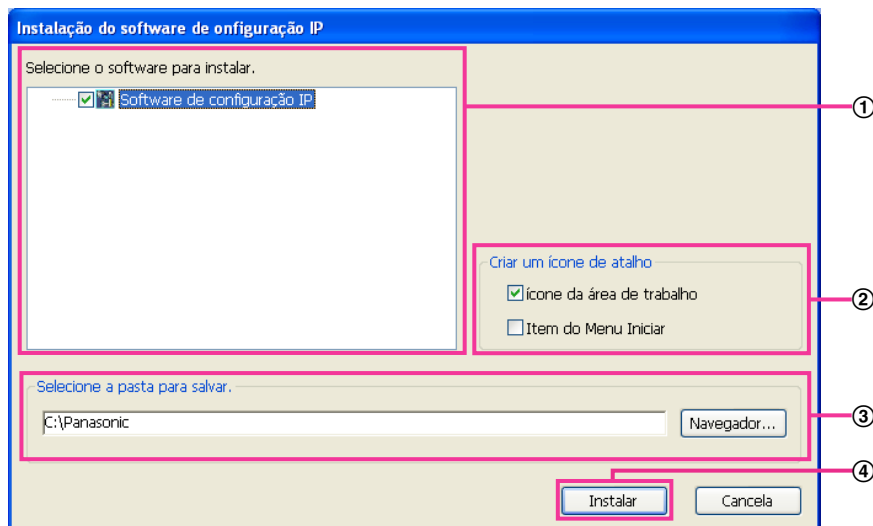 Instalação do software de onfiguração IP
Selecione o software para instalar.
Software de configuração IP
①
Criar um ícone de atalho
ícone da área de trabalho
②
Item do Menu Iniciar
Selecione a pasta para salvar.
C:\Panasonic
Navegador...
③
④
Instalar
Cancela